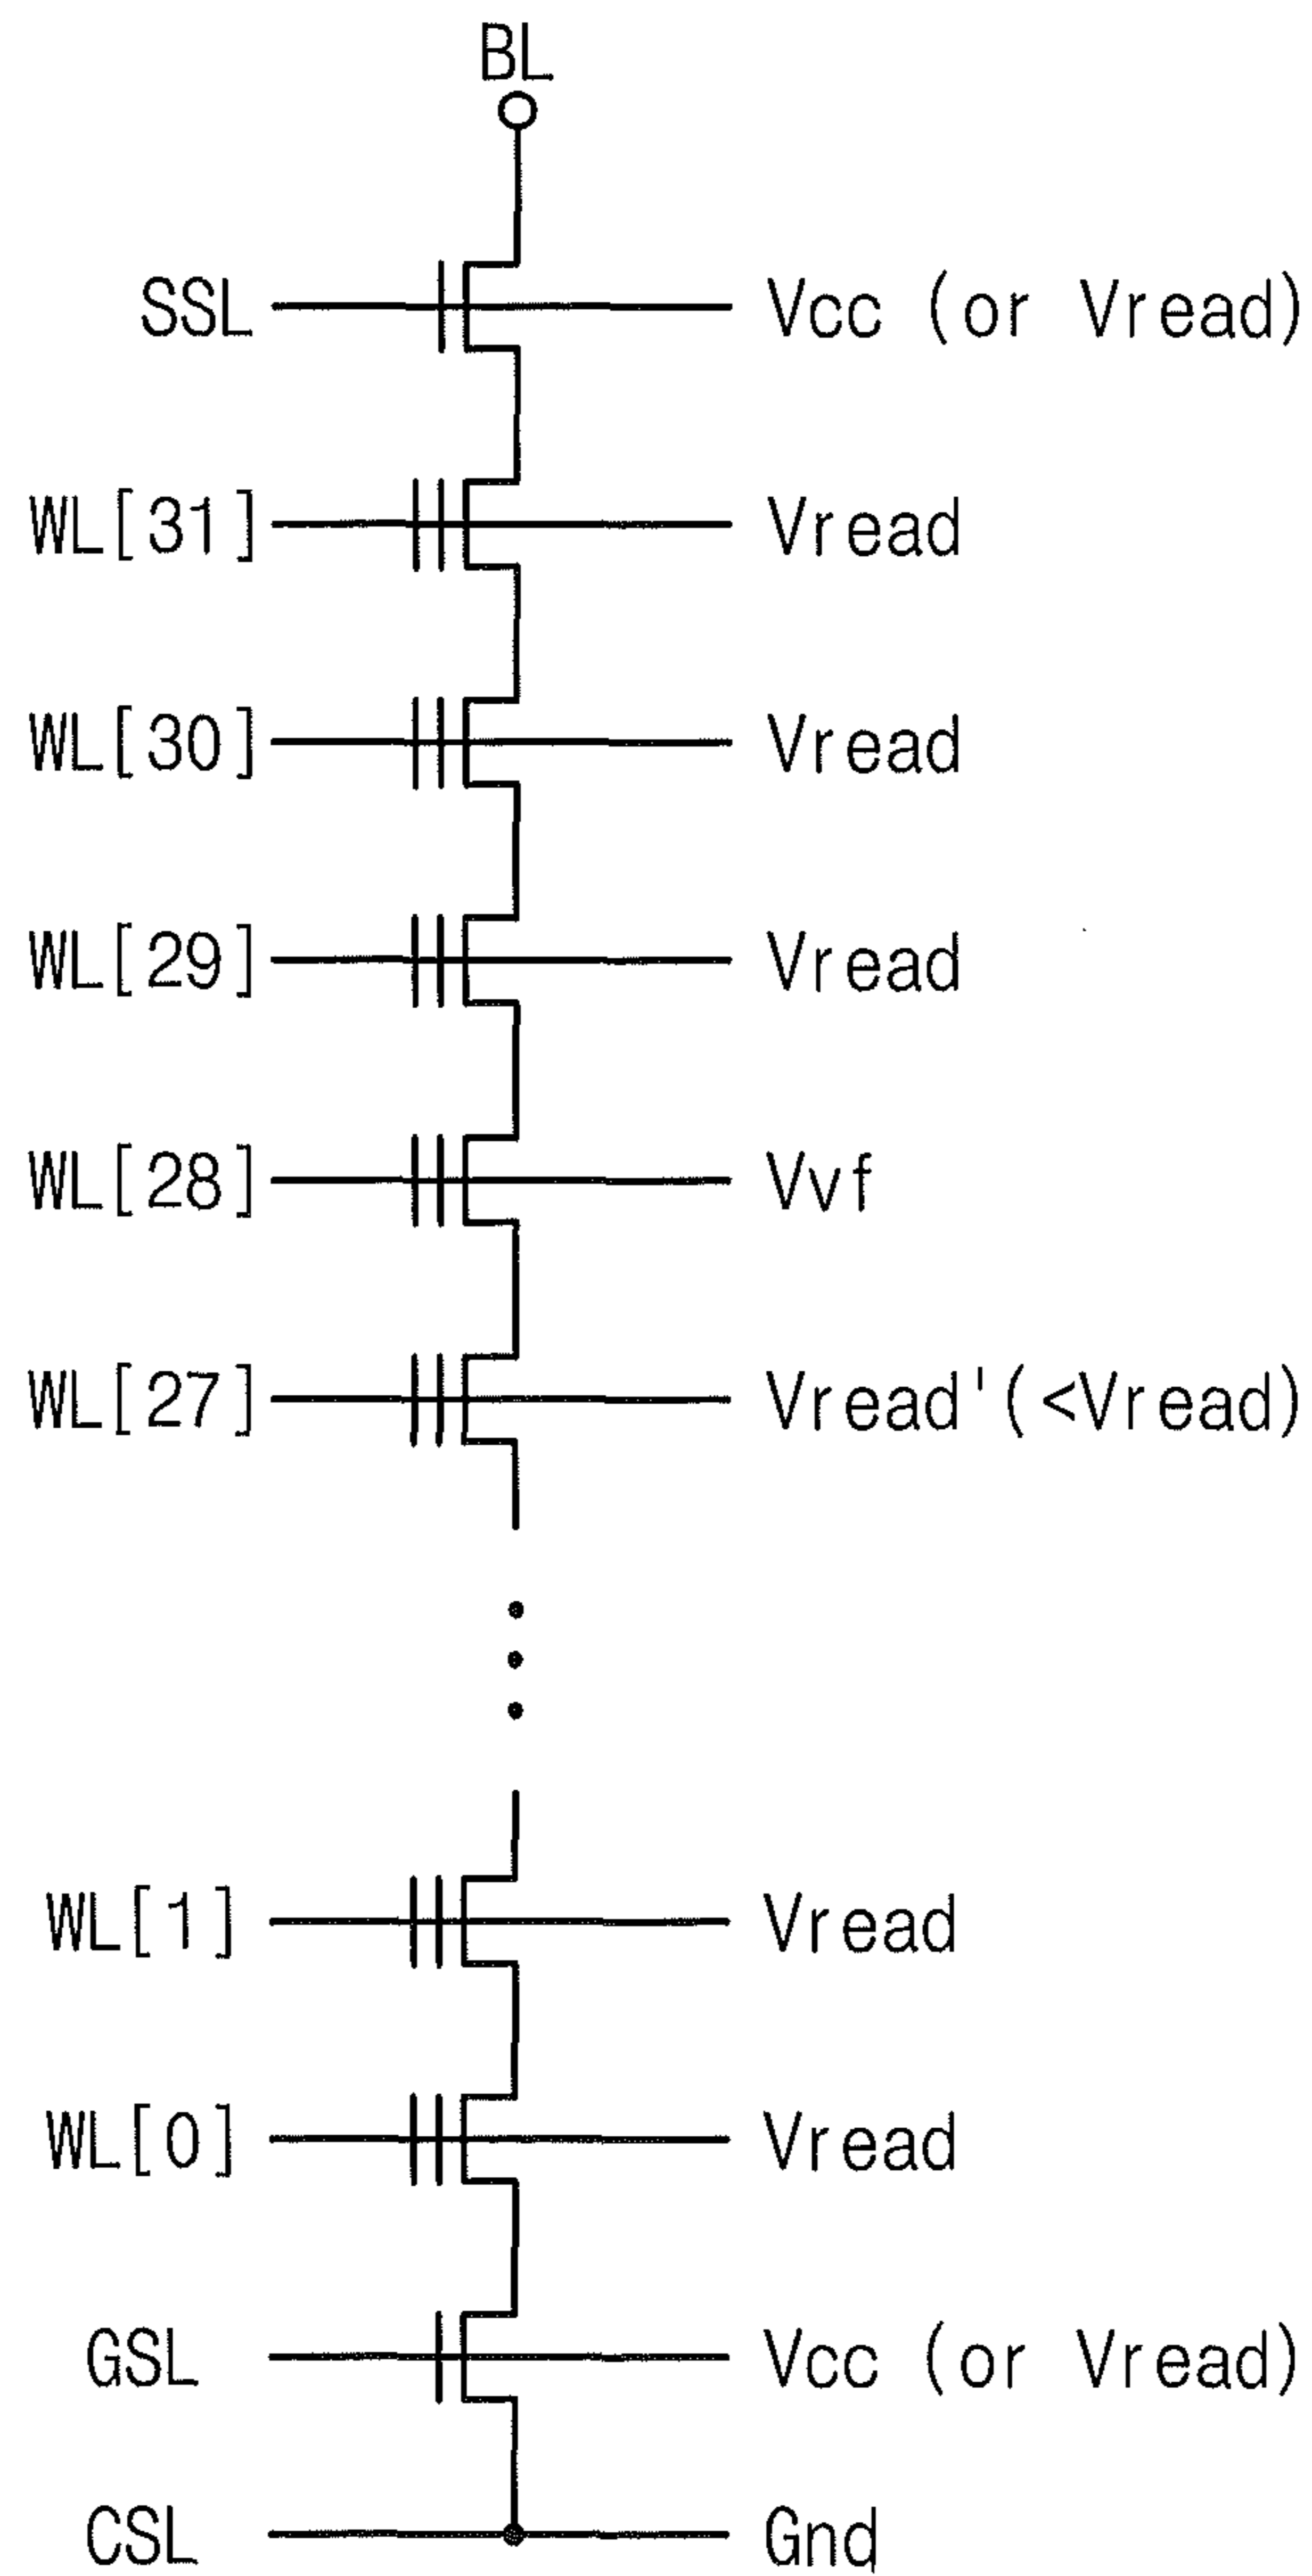 BL
SSL Vcc (or Vread)
WL[31] Vread
WL[30] Vread
WL[29] Vread
WL[28] Vvf
WL[27] Vread'(<Vread)
WL[1] Vread
WL[0] Vread
GSL Vcc (or Vread)
CSL Gnd